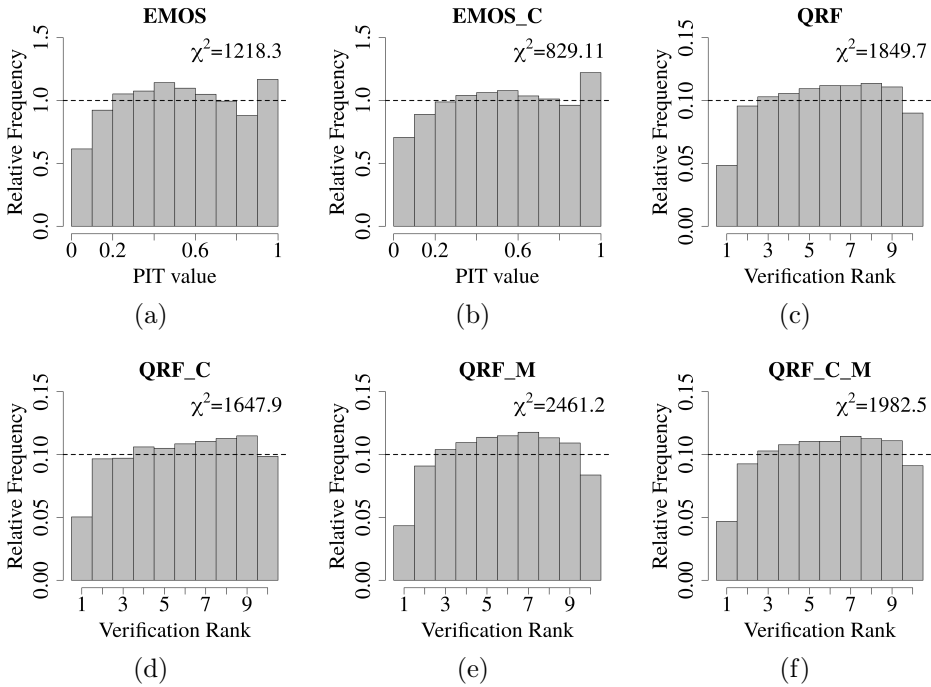 EMOS
χ²=1218.3
Relative Frequency
0.0 0.5 1.0 1.5
0 0.2 0.6 1
PIT value
(a)
EMOS_C
χ²=829.11
Relative Frequency
0.0 0.5 1.0 1.5
0 0.2 0.6 1
PIT value
(b)
QRF
χ²=1849.7
Relative Frequency
0.00 0.05 0.10 0.15
1 3 5 7 9
Verification Rank
(c)
QRF_C
χ²=1647.9
Relative Frequency
0.00 0.05 0.10 0.15
1 3 5 7 9
Verification Rank
(d)
QRF_M
χ²=2461.2
Relative Frequency
0.00 0.05 0.10 0.15
1 3 5 7 9
Verification Rank
(e)
QRF_C_M
χ²=1982.5
Relative Frequency
0.00 0.05 0.10 0.15
1 3 5 7 9
Verification Rank
(f)